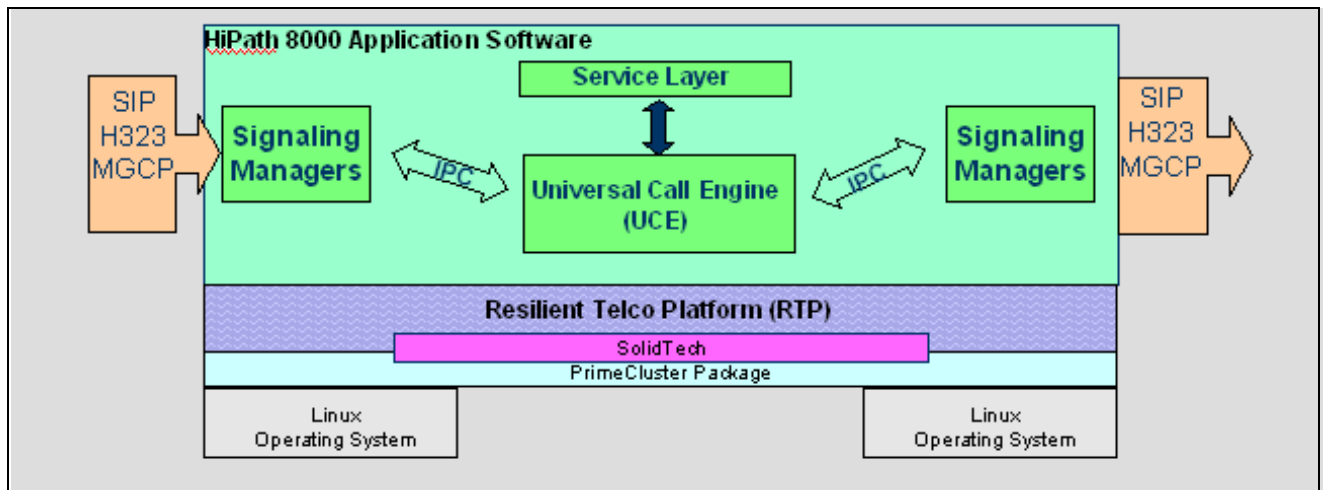 HiPath 8000 Application Software
Service Layer
SIP
H323
MGCP
Signaling
Managers
IPC
Universal Call Engine
(UCE)
IPC
Signaling
Managers
SIP
H323
MGCP
Resilient Telco Platform (RTP)
SolidTech
PrimeCluster Package
Linux
Operating System
Linux
Operating System